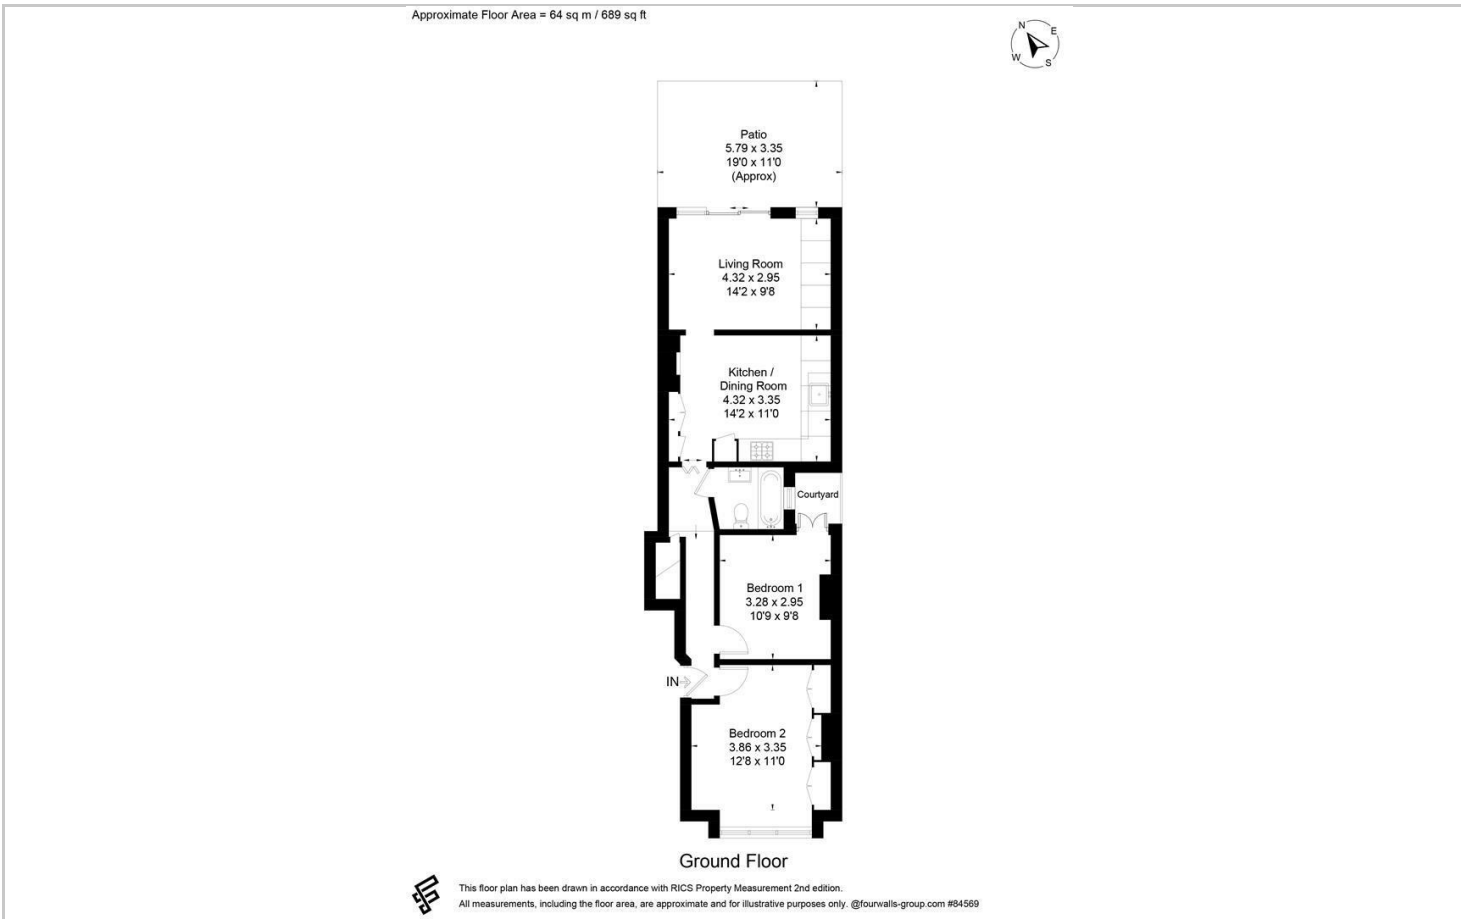 Approximate Floor Area = 64 sq m / 689 sq ft
N
E
W
S
Patio
5.79 x 3.35
19'0 x 11'0
(Approx)
Living Room
4.32 x 2.95
14'2 x 9'8
Kitchen /
Dining Room
4.32 x 3.35
14'2 x 11'0
Courtyard
Bedroom 1
3.28 x 2.95
10'9 x 9'8
IN
Bedroom 2
3.86 x 3.35
12'8 x 11'0
Ground Floor
This floor plan has been drawn in accordance with RICS Property Measurement 2nd edition.
All measurements, including the floor area, are approximate and for illustrative purposes only. @fourwalls-group.com #84569